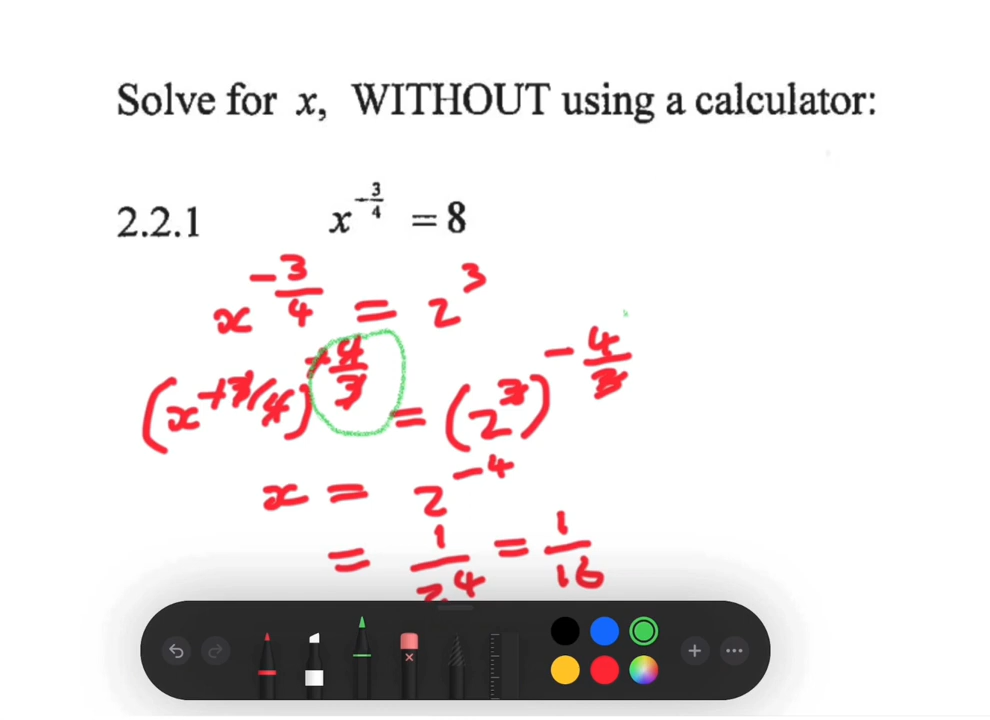 Solve for x, WITHOUT using a calculator:
2.2.1 x^{-3/4} = 8
x^{-3/4} = 2^3
(x^{-3/4})^{-4/3} = (2^3)^{-4/3}
x = 2^{-4}
= 1/2^4 = 1/16